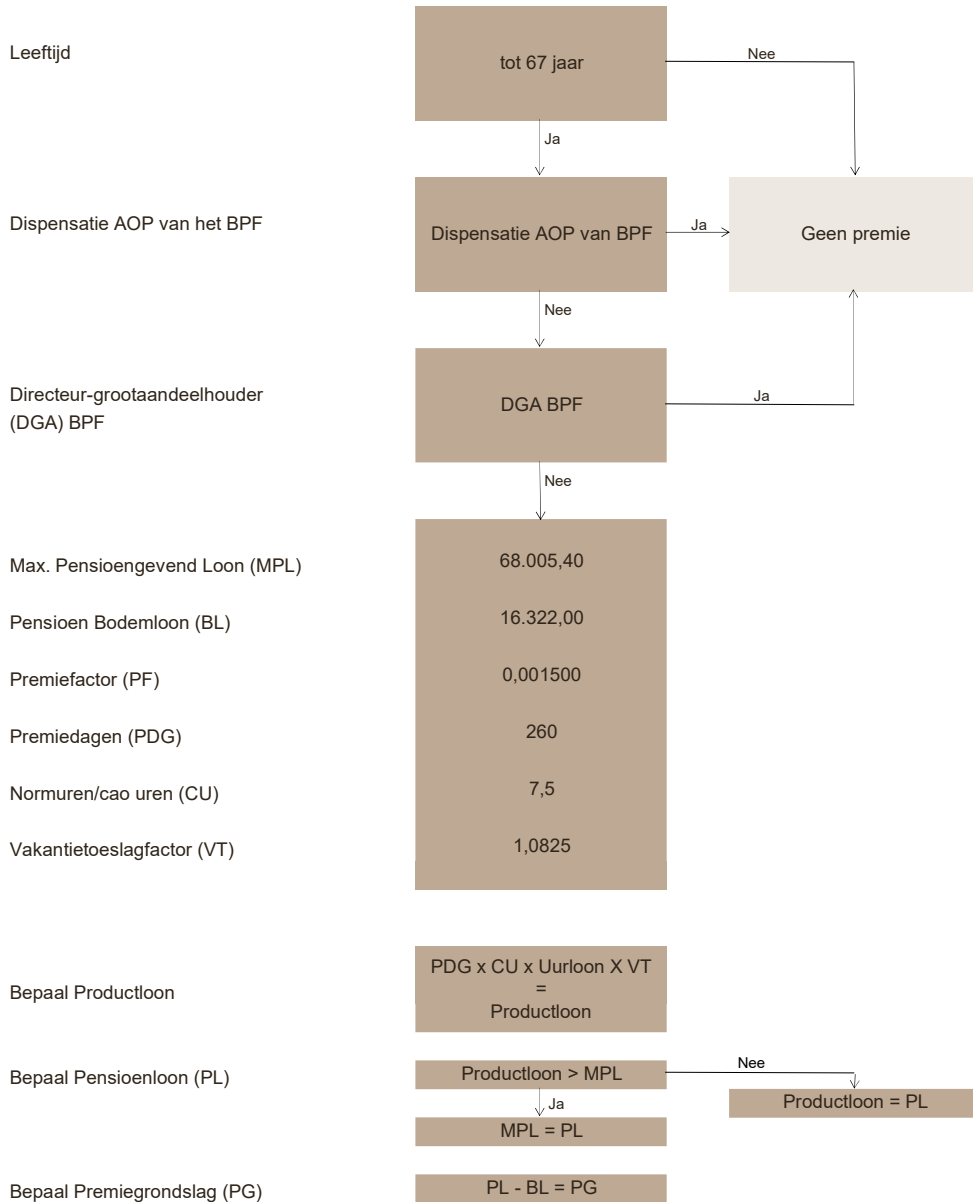 Leeftijd
tot 67 jaar
Nee
Ja
Dispensatie AOP van het BPF
Dispensatie AOP van BPF
Ja
Geen premie
Nee
Directeur-grootaandeelhouder
(DGA) BPF
DGA BPF
Ja
Nee
Max. Pensioengevend Loon (MPL)
68.005,40
Pensioen Bodemloon (BL)
16.322,00
Premiefactor (PF)
0,001500
Premiedagen (PDG)
260
Normuren/cao uren (CU)
7,5
Vakantietoeslagfactor (VT)
1,0825
Bepaal Productloon
PDG x CU x Uurloon X VT
=
Productloon
Bepaal Pensioenloon (PL)
Productloon > MPL
Nee
Productloon = PL
Ja
MPL = PL
Bepaal Premiegrondslag (PG)
PL - BL = PG